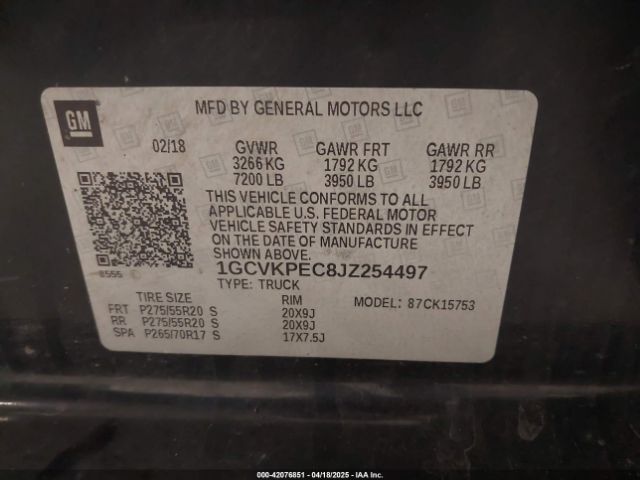 GM
MFD BY GENERAL MOTORS LLC
02/18 GVWR GAWR FRT GAWR RR
3266 KG 1792 KG 1792 KG
7200 LB 3950 LB 3950 LB
THIS VEHICLE CONFORMS TO ALL
APPLICABLE U.S. FEDERAL MOTOR
VEHICLE SAFETY STANDARDS IN EFFECT
ON THE DATE OF MANUFACTURE
SHOWN ABOVE.
8555
1GCVKPEC8JZ254497
TYPE: TRUCK
TIRE SIZE RIM MODEL: 87CK15753
FRT P275/55R20 S 20X9J
RR P275/55R20 S 20X9J
SPA P265/70R17 S 17X7.5J
000-42076851 | 04/18/2025 | IAAI.COM